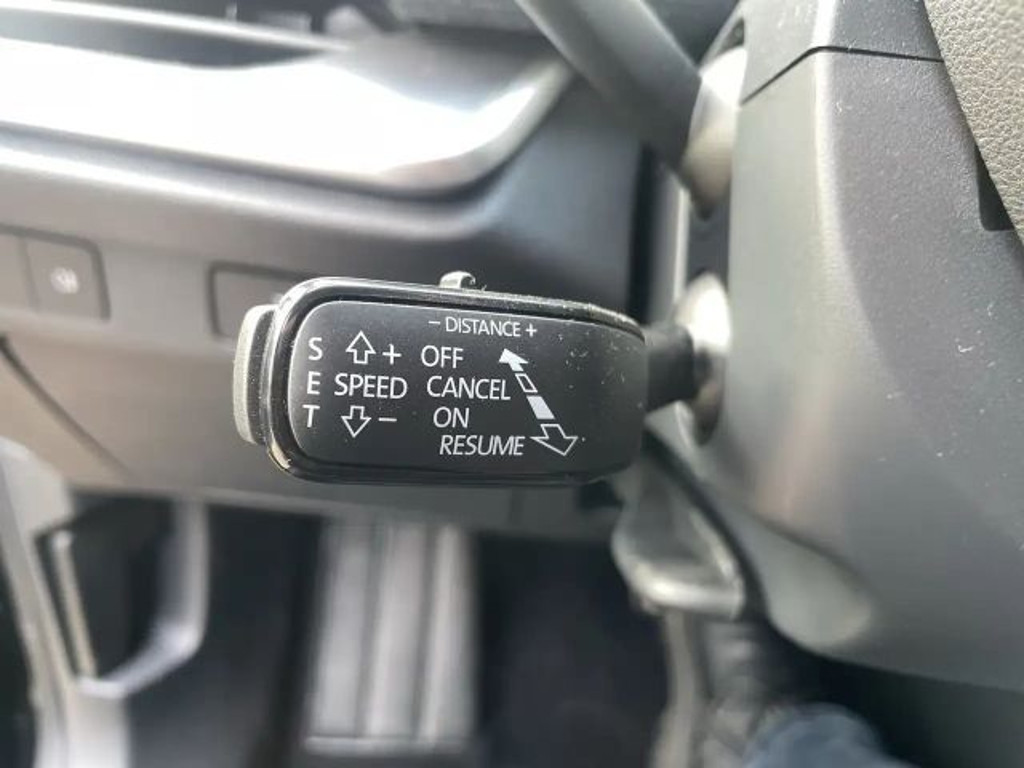 − DISTANCE +
S + OFF
E SPEED CANCEL
T − ON
RESUME